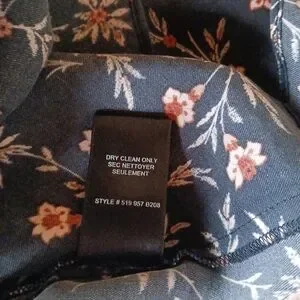 DRY CLEAN ONLY
SEC NETTOYER
SEULEMENT
STYLE # 519 957 B208